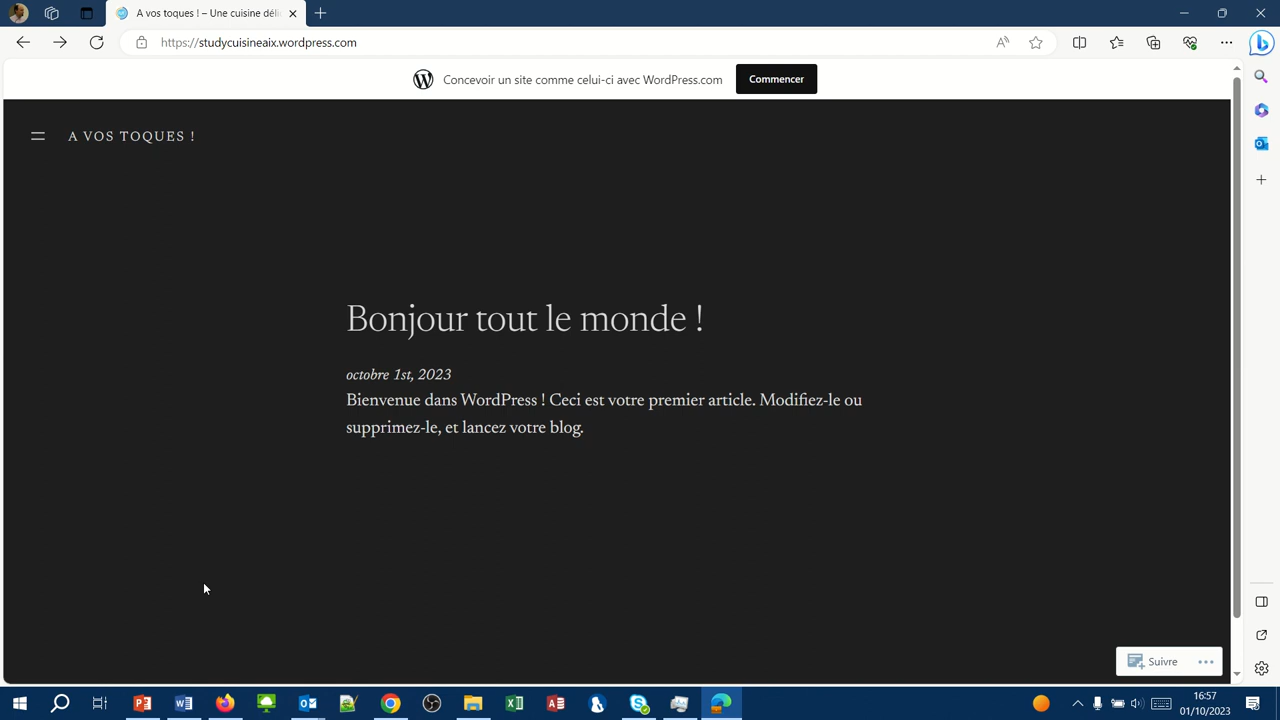 A vos toques ! – Une cuisine déli
https://studycuisineaix.wordpress.com
Concevoir un site comme celui-ci avec WordPress.com
Commencer
A VOS TOQUES !
Bonjour tout le monde !
octobre 1st, 2023
Bienvenue dans WordPress ! Ceci est votre premier article. Modifiez-le ou
supprimez-le, et lancez votre blog.
Suivre
16:57
01/10/2023